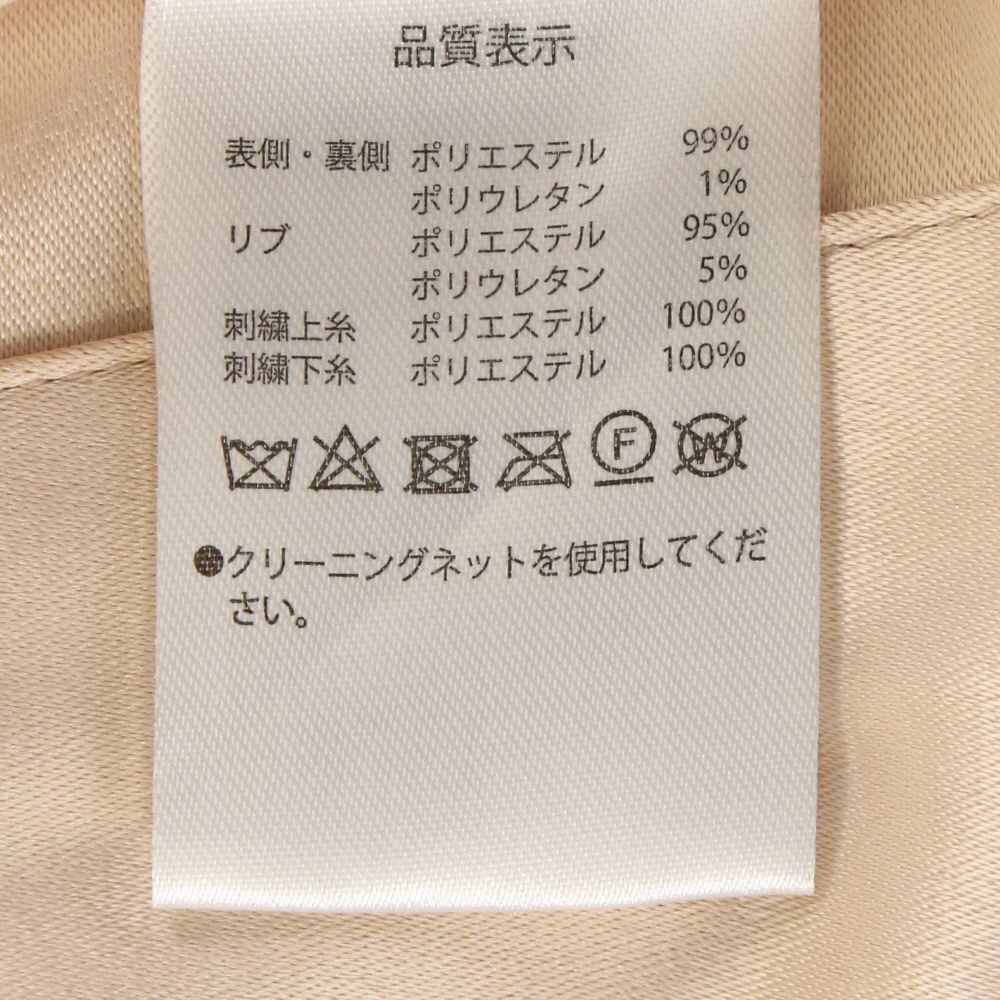 品質表示
表側・裏側 ポリエステル 99%
ポリウレタン 1%
リブ ポリエステル 95%
ポリウレタン 5%
刺繍上糸 ポリエステル 100%
刺繍下糸 ポリエステル 100%
F W
●クリーニングネットを使用してくだ
さい。